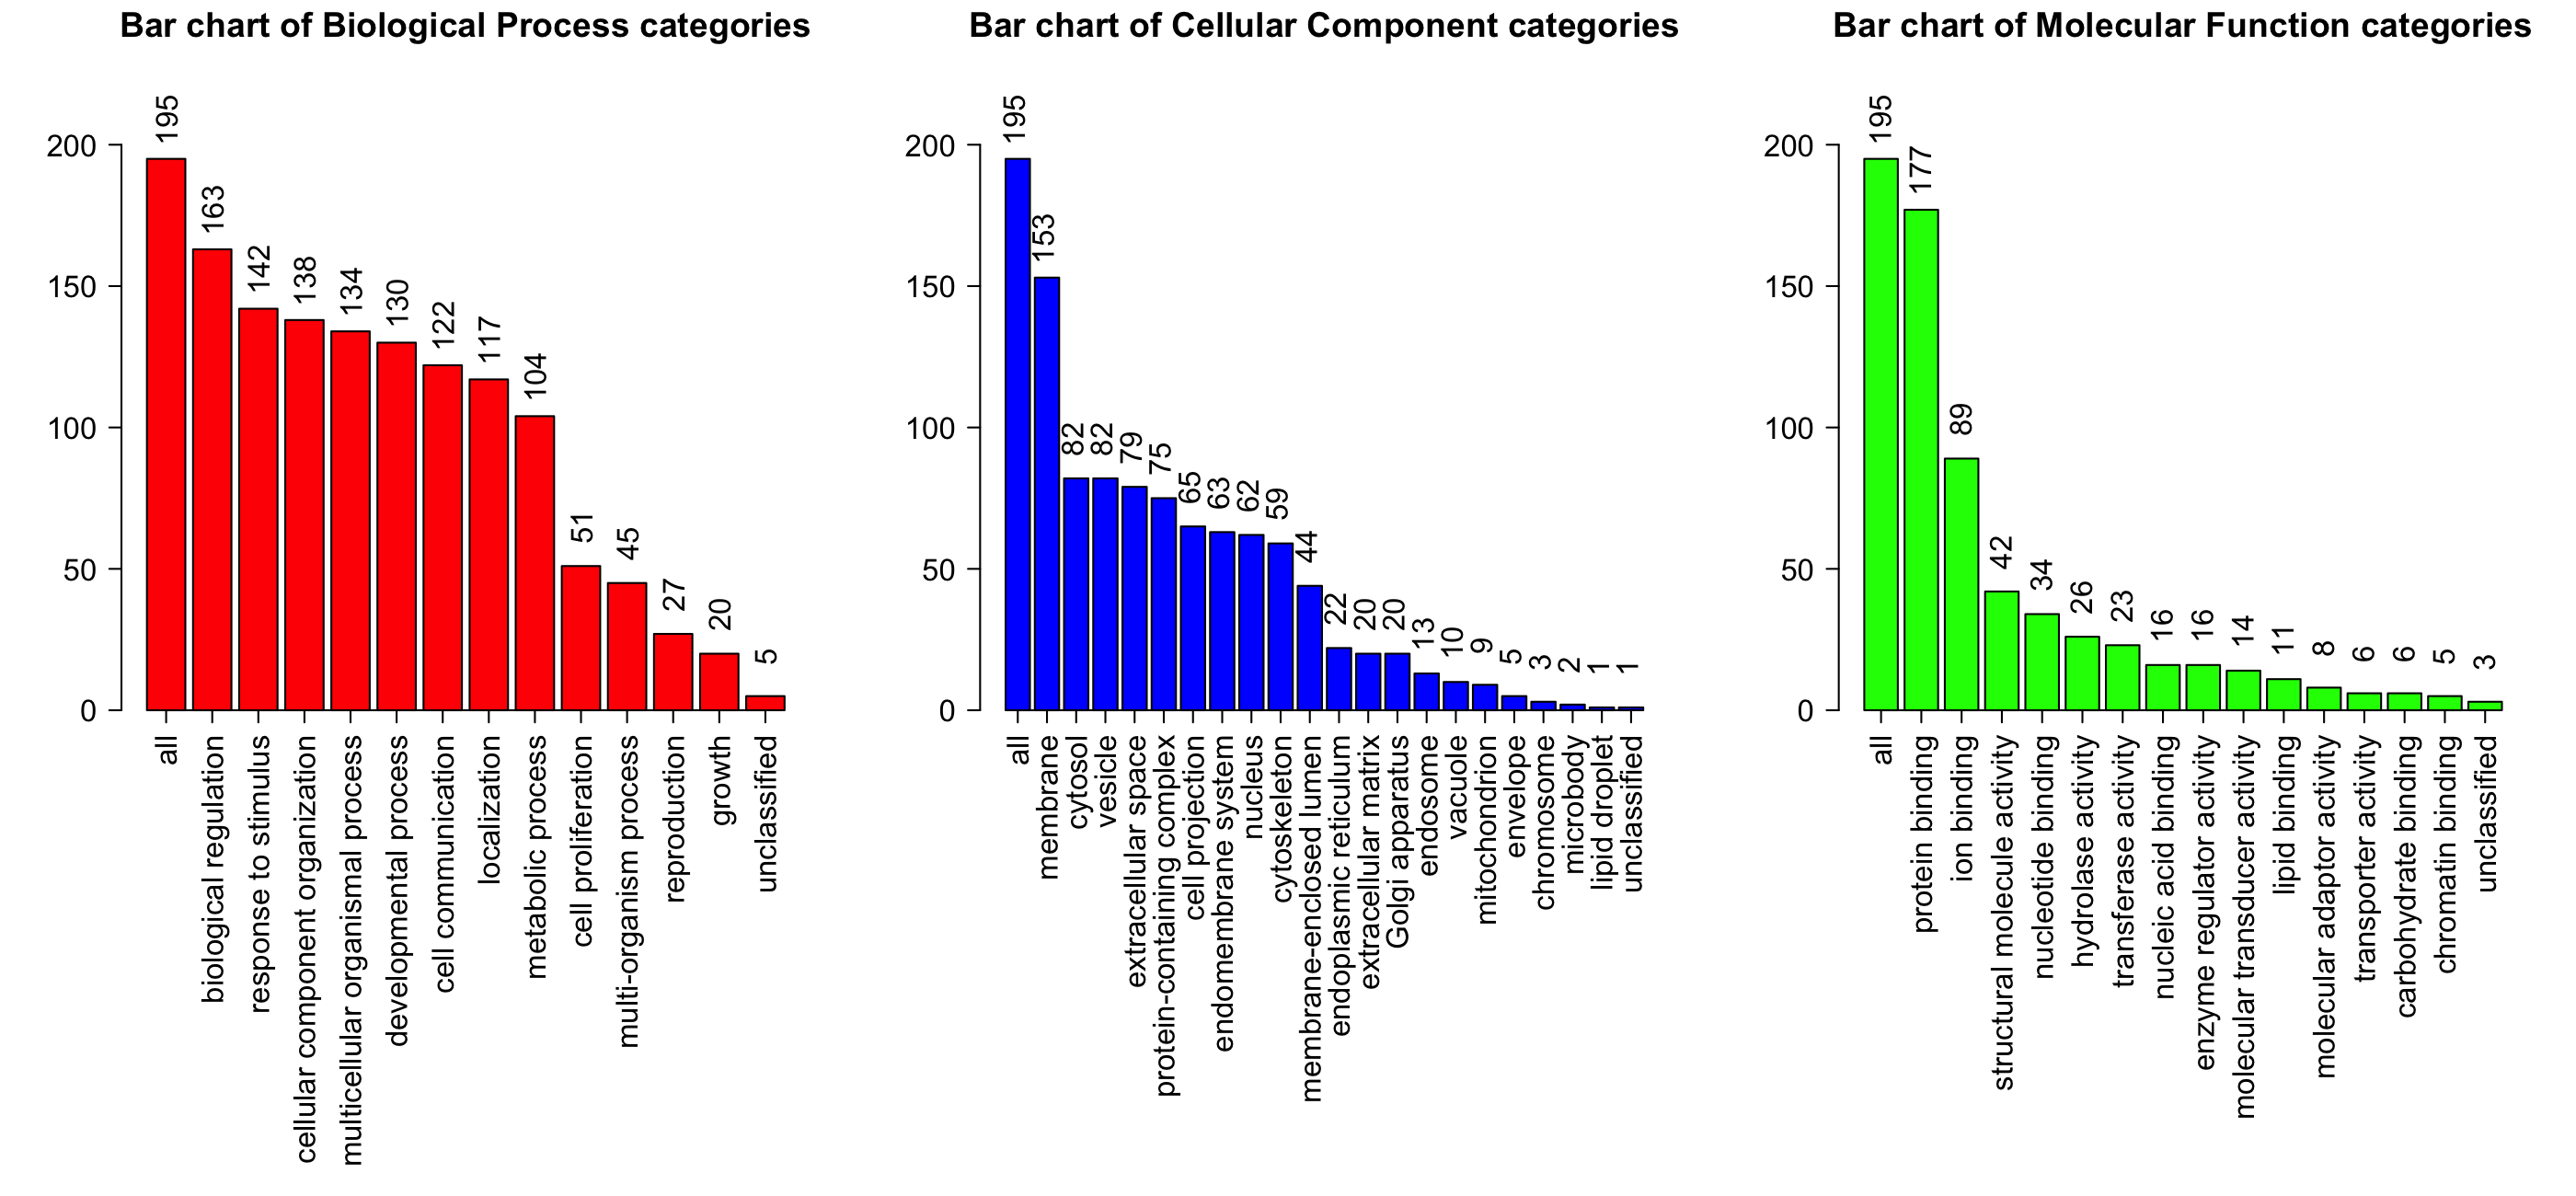 Bar chart of Biological Process categories
200
150
100
50
0
195
163
142
138
134
130
122
117
104
51
45
27
20
5
all
biological regulation
response to stimulus
cellular component organization
multicellular organismal process
developmental process
cell communication
localization
metabolic process
cell proliferation
multi-organism process
reproduction
growth
unclassified
Bar chart of Cellular Component categories
200
150
100
50
0
195
153
82
82
79
75
65
63
62
59
44
22
20
20
13
10
9
5
3
2
1
1
all
membrane
cytosol
vesicle
extracellular space
protein-containing complex
cell projection
endomembrane system
nucleus
cytoskeleton
membrane-enclosed lumen
endoplasmic reticulum
extracellular matrix
Golgi apparatus
endosome
vacuole
mitochondrion
envelope
chromosome
microbody
lipid droplet
unclassified
Bar chart of Molecular Function categories
200
150
100
50
0
195
177
89
42
34
26
23
16
16
14
11
8
6
6
5
3
all
protein binding
ion binding
structural molecule activity
nucleotide binding
hydrolase activity
transferase activity
nucleic acid binding
enzyme regulator activity
molecular transducer activity
lipid binding
molecular adaptor activity
transporter activity
carbohydrate binding
chromatin binding
unclassified